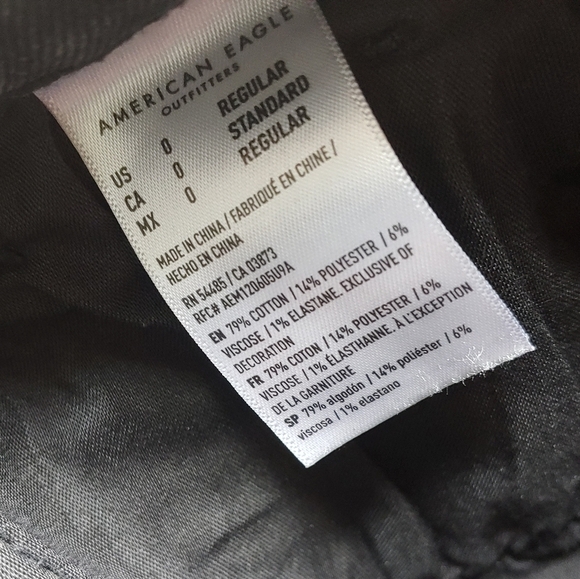 AMERICAN EAGLE
OUTFITTERS
US 0 REGULAR
CA 0 STANDARD
MX 0 REGULAR
MADE IN CHINA / FABRIQUÉ EN CHINE /
HECHO EN CHINA
RN 54485 / CA 03873
RFC# AEM120605U9A
EN 79% COTTON / 14% POLYESTER / 6%
VISCOSE / 1% ELASTANE. EXCLUSIVE OF
DECORATION
FR 79% COTON / 14% POLYESTER / 6%
VISCOSE / 1% ÉLASTHANNE. À L'EXCEPTION
DE LA GARNITURE
SP 79% algodón / 14% poliéster / 6%
viscosa / 1% elastano